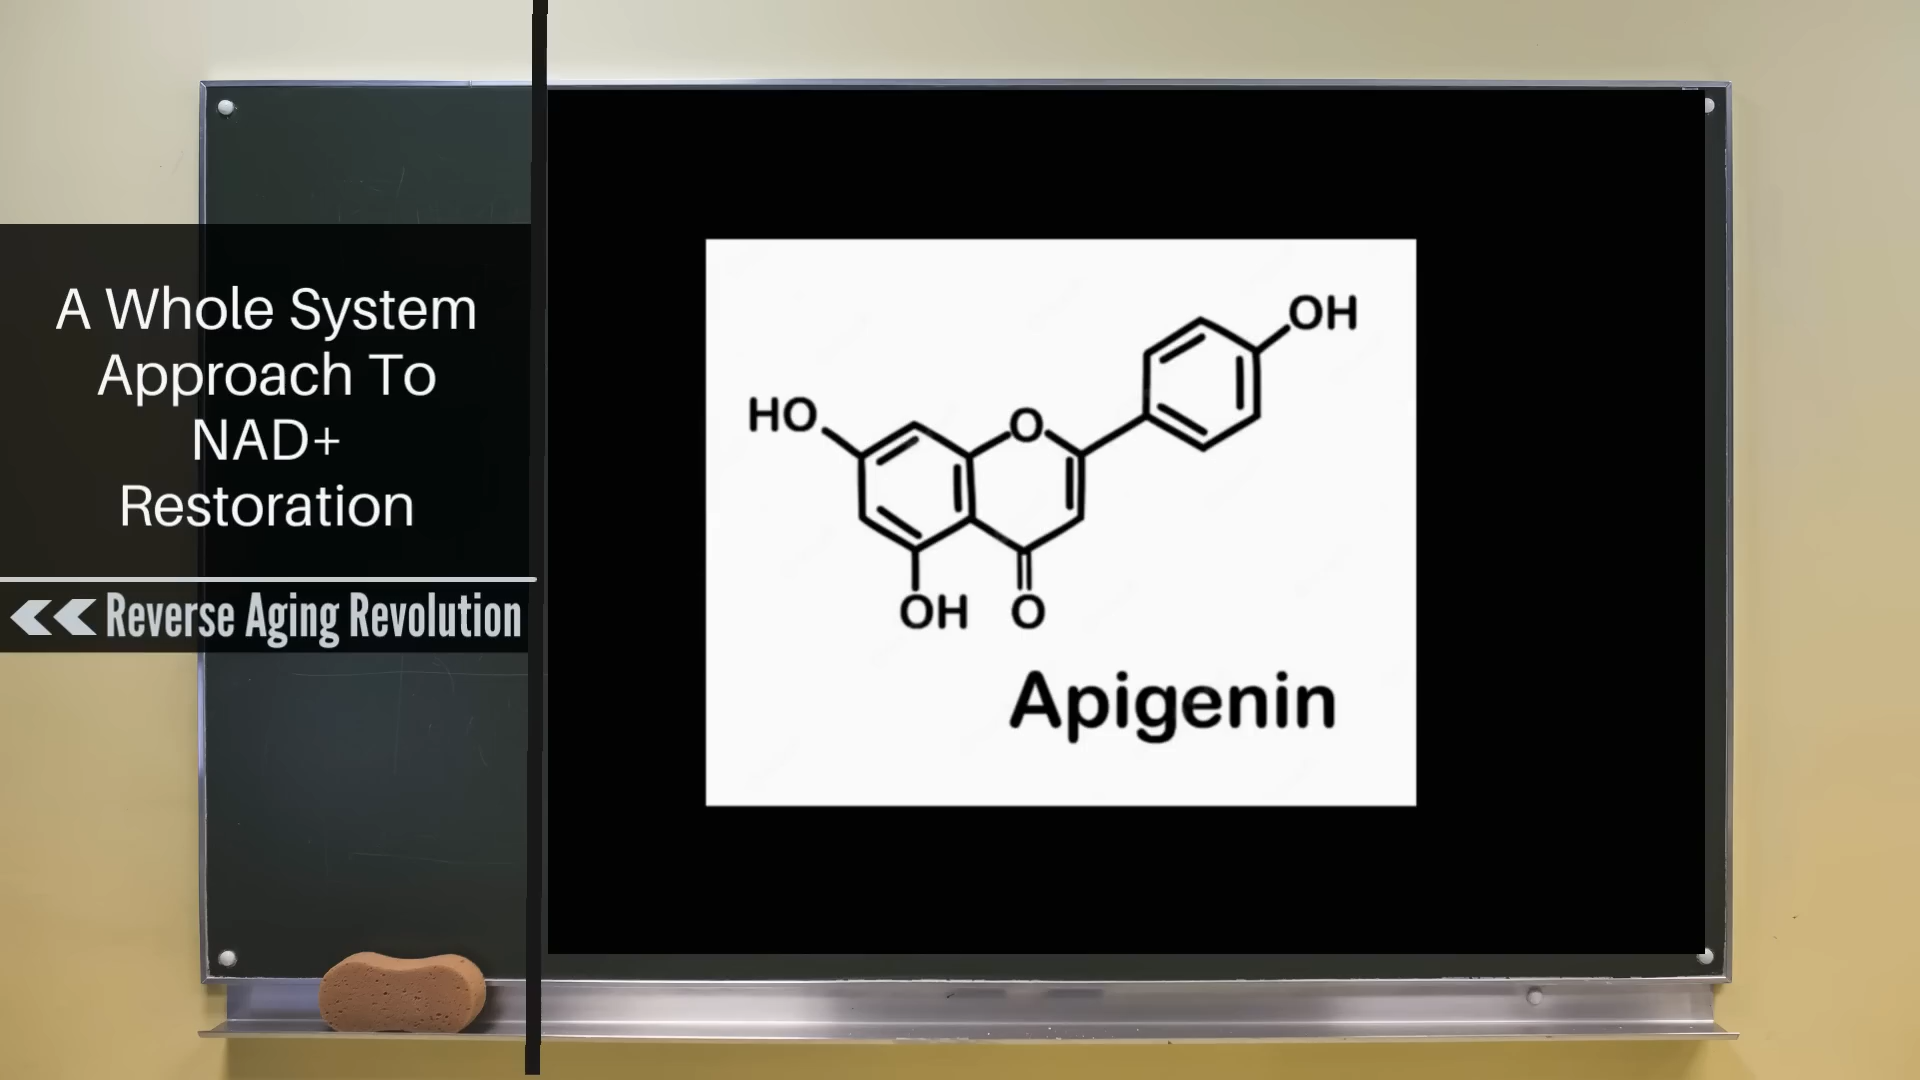 A Whole System
Approach To
NAD+
Restoration
Reverse Aging Revolution
OH
HO
O
OH
O
Apigenin